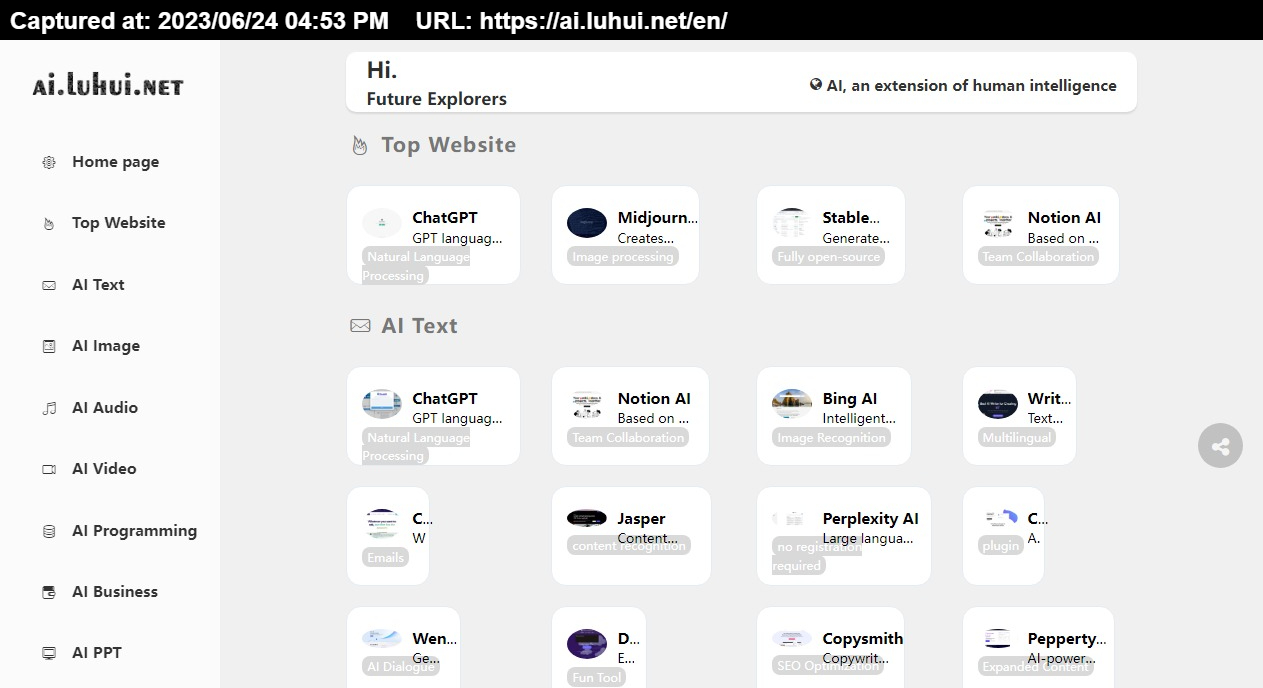 Captured at: 2023/06/24 04:53 PM URL: https://ai.luhui.net/en/
ai.luhui.net
Home page
Top Website
AI Text
AI Image
AI Audio
AI Video
AI Programming
AI Business
AI PPT
Hi.
Future Explorers
AI, an extension of human intelligence
Top Website
ChatGPT
GPT languag...
Natural Language
Processing
Midjourn...
Creates...
Image processing
Stable...
Generate...
Fully open-source
Notion AI
Based on ...
Team Collaboration
AI Text
ChatGPT
GPT languag...
Natural Language
Processing
Notion AI
Based on ...
Team Collaboration
Bing AI
Intelligent...
Image Recognition
Writ...
Text...
Multilingual
C...
W
Emails
Jasper
Content...
content recognition
Perplexity AI
Large langua...
no registration
required
C...
A.
plugin
Wen...
Ge...
AI Dialogue
D...
E...
Fun Tool
Copysmith
Copywrit...
SEO Optimization
Pepperty...
AI-power...
Expanded Content